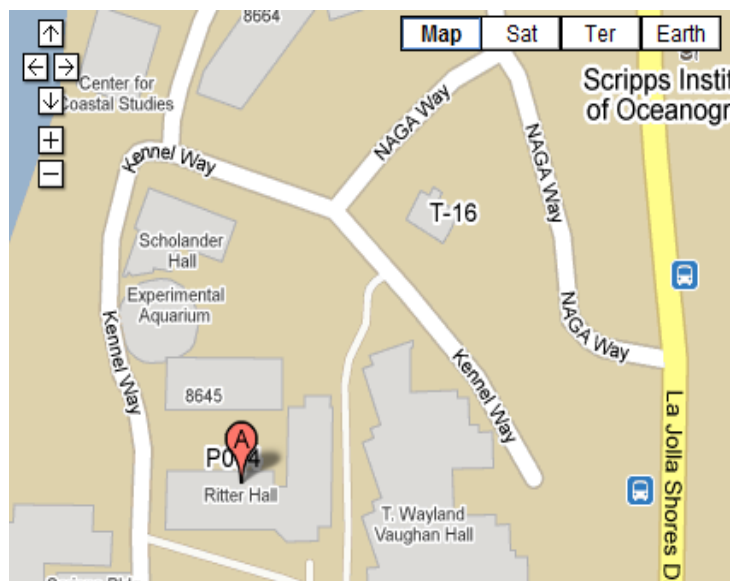 8664
Map
Sat
Ter
Earth
Center for
Coastal Studies
Scripps Instit
of Oceanogr
NAGA Way
NAGA Way
Kennel Way
T-16
Scholander
Hall
Experimental
Aquarium
NAGA Way
Kennel Way
Kennel Way
8645
La Jolla Shores D
A
Ritter Hall
T. Wayland
Vaughan Hall